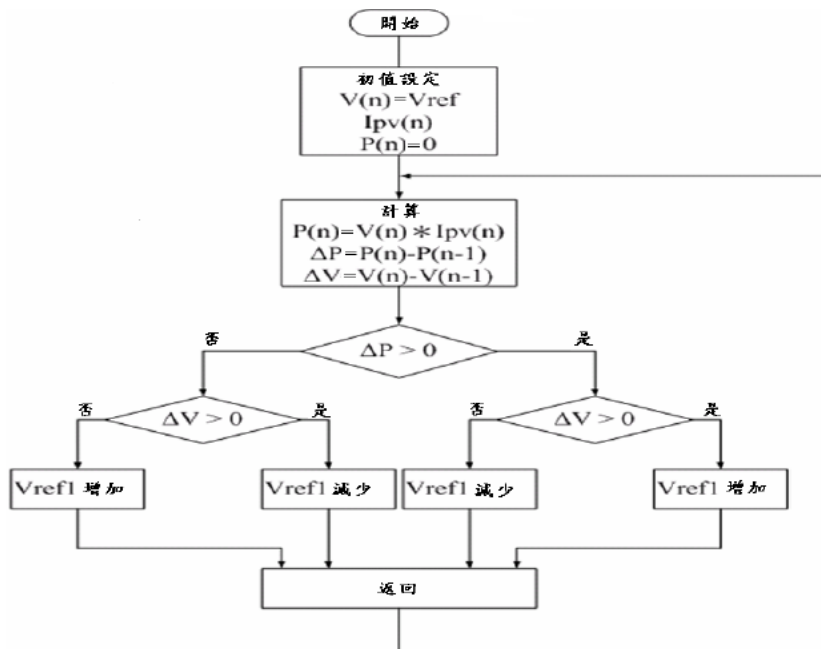 開始
初值設定
V(n)=Vref
Ipv(n)
P(n)=0
計算
P(n)=V(n)*Ipv(n)
ΔP=P(n)-P(n-1)
ΔV=V(n)-V(n-1)
否
ΔP > 0
是
否
ΔV > 0
是
否
ΔV > 0
是
Vref1 增加
Vref1 減少
Vref1 減少
Vref1 增加
返回